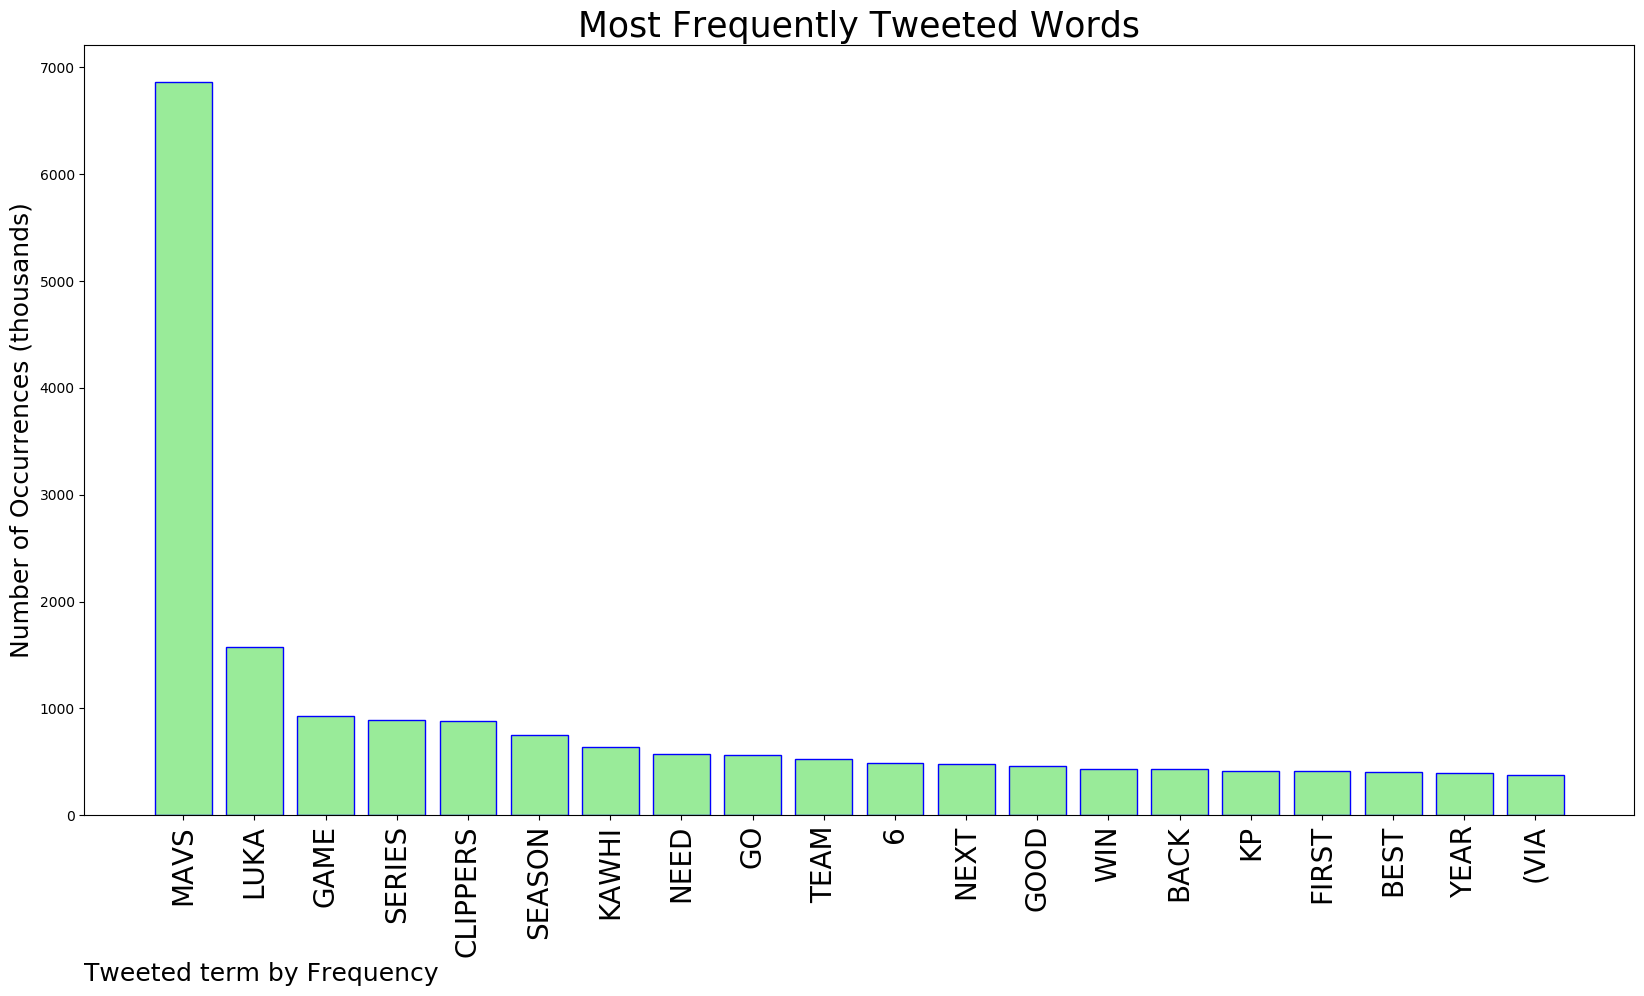 Most Frequently Tweeted Words
Number of Occurrences (thousands)
7000
6000
5000
4000
3000
2000
1000
0
MAVS
LUKA
GAME
SERIES
CLIPPERS
SEASON
KAWHI
NEED
GO
TEAM
6
NEXT
GOOD
WIN
BACK
KP
FIRST
BEST
YEAR
(VIA
Tweeted term by Frequency